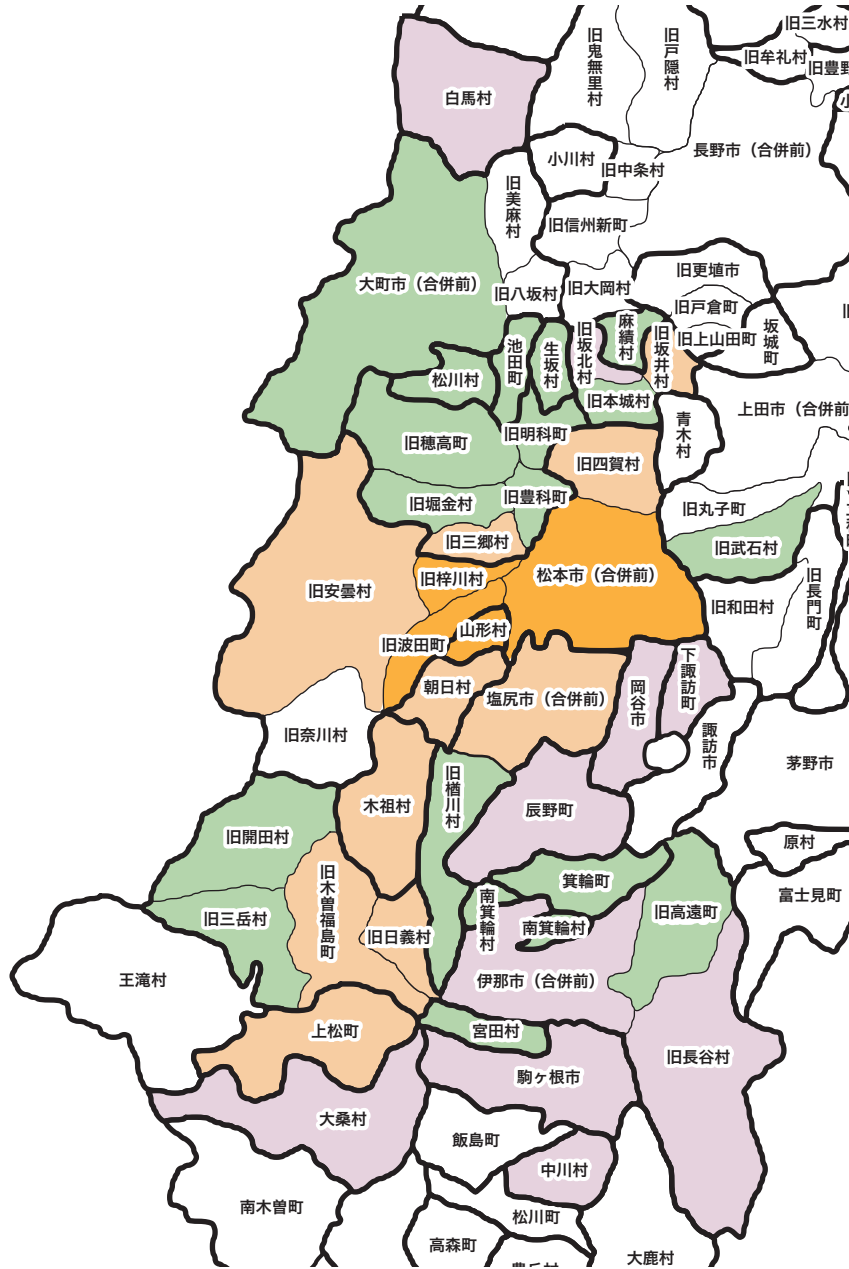 旧三水村
旧戸隠村
旧鬼無里村
旧牟礼村
白馬村
長野市（合併前）
小川村
旧中条村
旧美麻村
旧信州新町
旧更埴市
大町市（合併前）
旧八坂村
旧大岡村
旧戸倉町
麻績村
旧坂北村
旧坂井村
旧上山田町
坂城町
池田町
生坂村
松川村
旧本城村
上田市（合併前
青木村
旧穂高町
旧明科町
旧四賀村
旧堀金村
旧豊科町
旧丸子町
旧三郷村
旧武石村
旧梓川村
松本市（合併前）
旧安曇村
旧長門町
旧和田村
山形村
旧波田町
朝日村
下諏訪町
塩尻市（合併前）
岡谷市
旧奈川村
諏訪市
茅野市
旧楢川村
木祖村
辰野町
旧開田村
原村
箕輪町
富士見町
旧木曽福島町
南箕輪村
旧三岳村
旧日義村
南箕輪村
旧高遠町
王滝村
伊那市（合併前）
上松町
宮田村
旧長谷村
駒ヶ根市
大桑村
飯島町
中川村
南木曽町
松川町
高森町
大鹿村